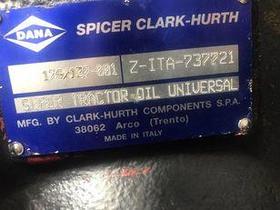 DANA
SPICER CLARK-HURTH
Z-ITA-737721
SUPER TRACTOR OIL UNIVERSAL
MFG. BY CLARK-HURTH COMPONENTS S.P.A.
38062 Arco (Trento)
MADE IN ITALY